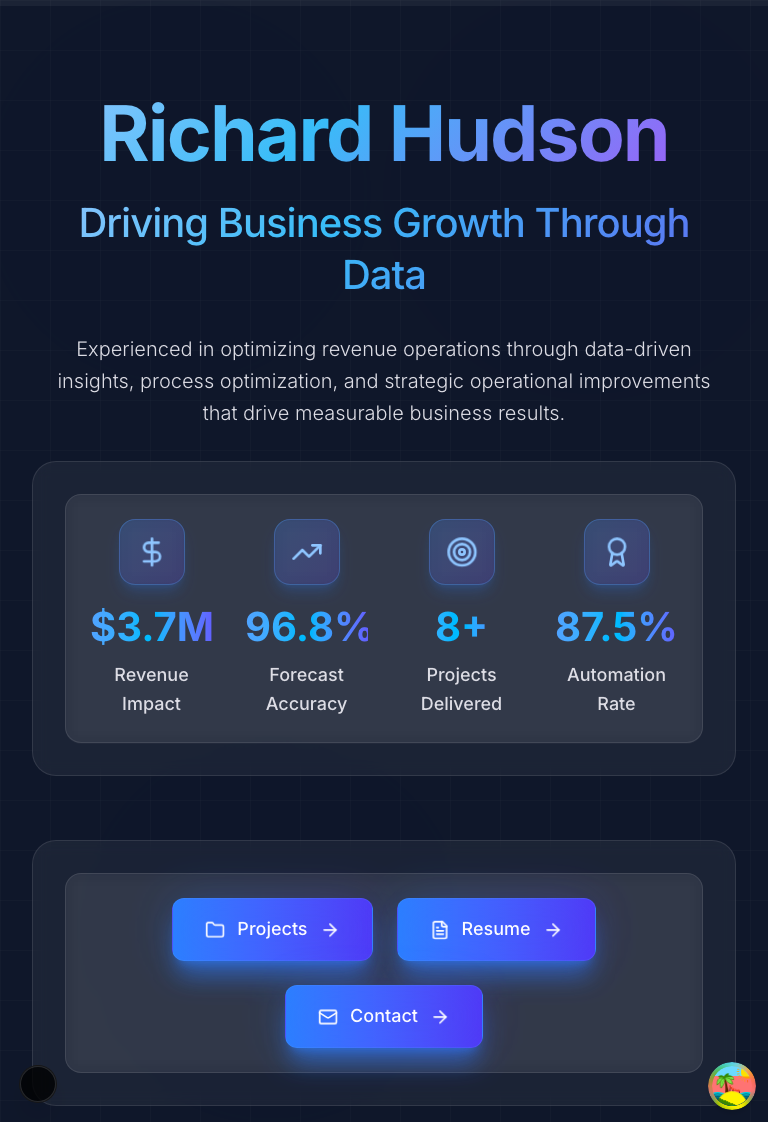 Richard Hudson
Driving Business Growth Through
Data
Experienced in optimizing revenue operations through data-driven
insights, process optimization, and strategic operational improvements
that drive measurable business results.
$3.7M
Revenue
Impact
96.8%
Forecast
Accuracy
8+
Projects
Delivered
87.5%
Automation
Rate
Projects
Resume
Contact